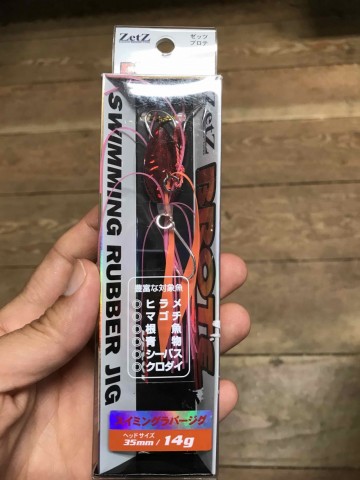 ZetZ
ゼッツ
ブロテ
ZetZ
SWIMMING RUBBER JIG
豊富な対象魚
◎ヒラメ
◎マゴチ
◎根魚
◎青物
◎シーバス
◎クロダイ
スイミングラバージグ
ヘッドサイズ
35mm / 14g